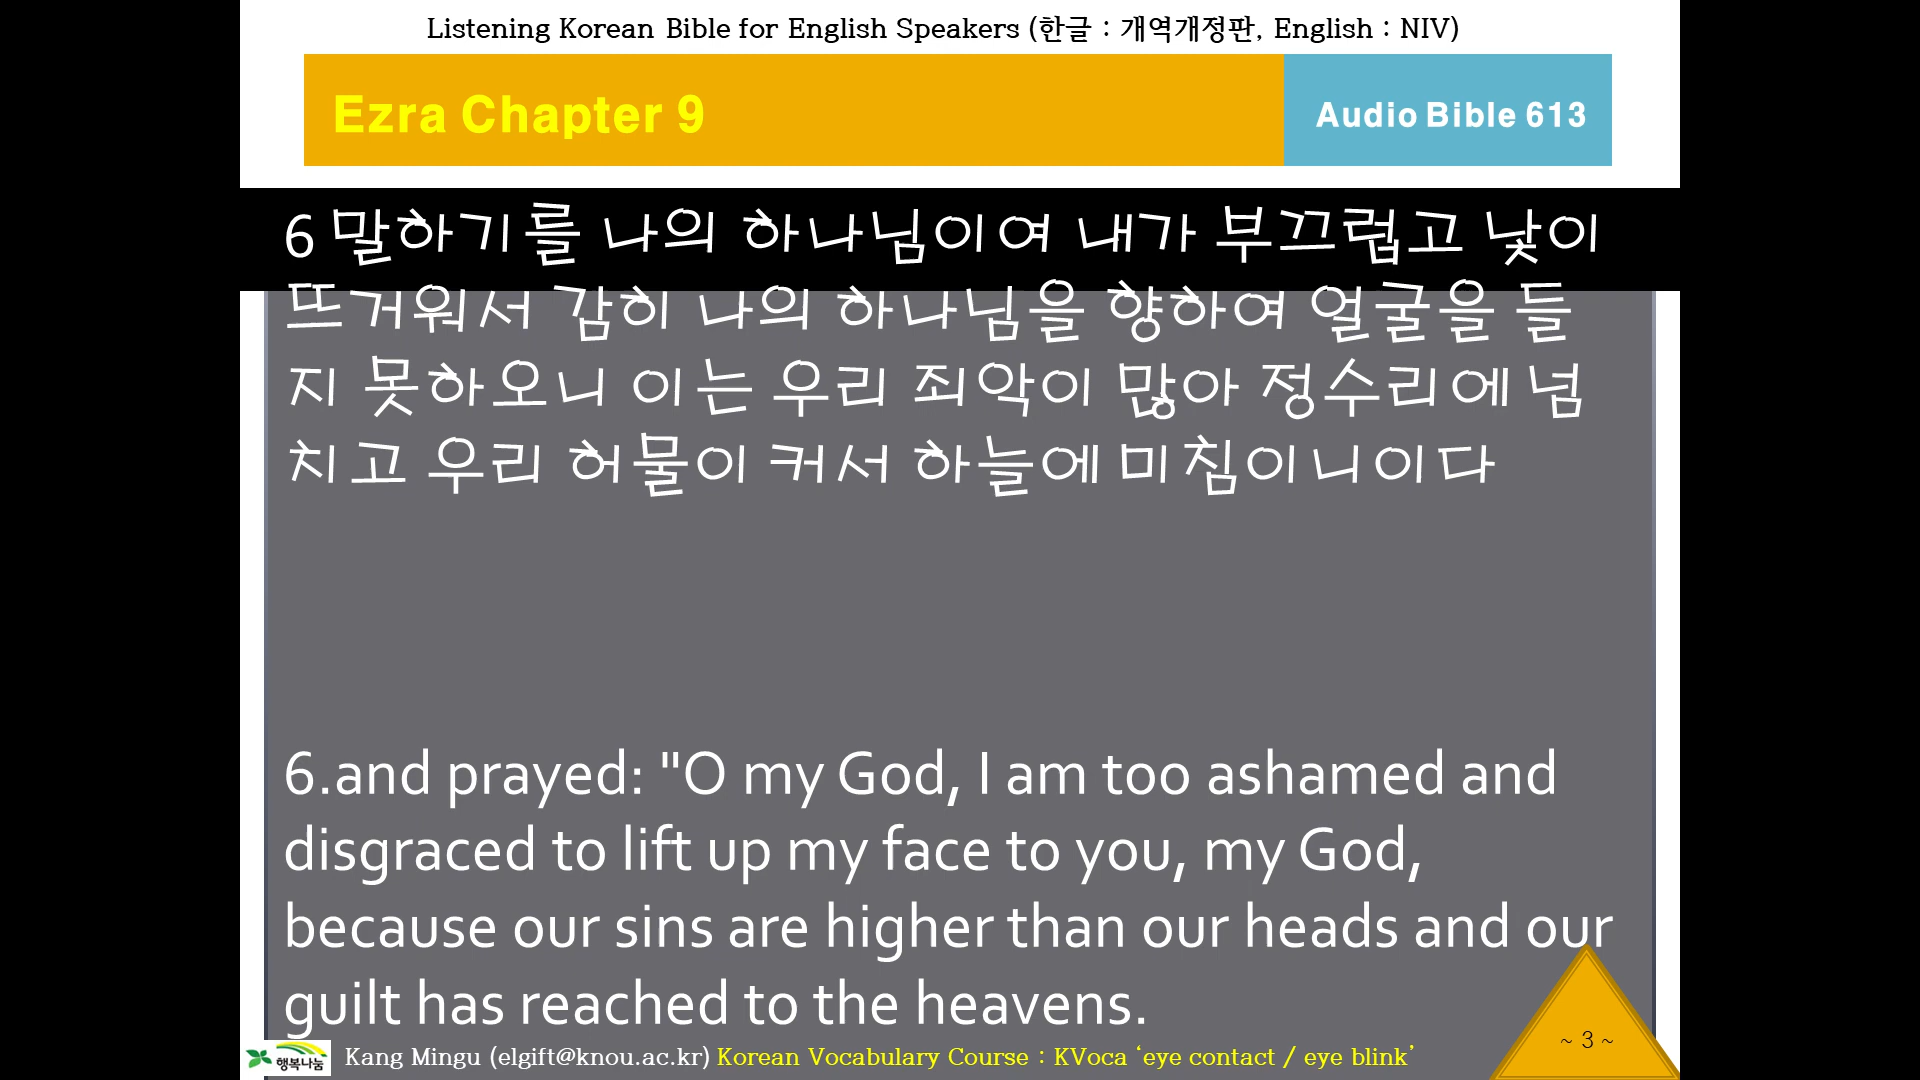 Listening Korean Bible for English Speakers (한글 : 개역개정판, English : NIV)
Ezra Chapter 9
Audio Bible 613
6 말하기를 나의 하나님이여 내가 부끄럽고 낯이
뜨거워서 감히 나의 하나님을 향하여 얼굴을 들
지 못하오니 이는 우리 죄악이 많아 정수리에 넘
치고 우리 허물이 커서 하늘에 미침이니이다
6.and prayed: "O my God, I am too ashamed and
disgraced to lift up my face to you, my God,
because our sins are higher than our heads and our
guilt has reached to the heavens.
~ 3 ~
행복나눔
Kang Mingu (elgift@knou.ac.kr) Korean Vocabulary Course : KVoca ‘eye contact / eye blink’